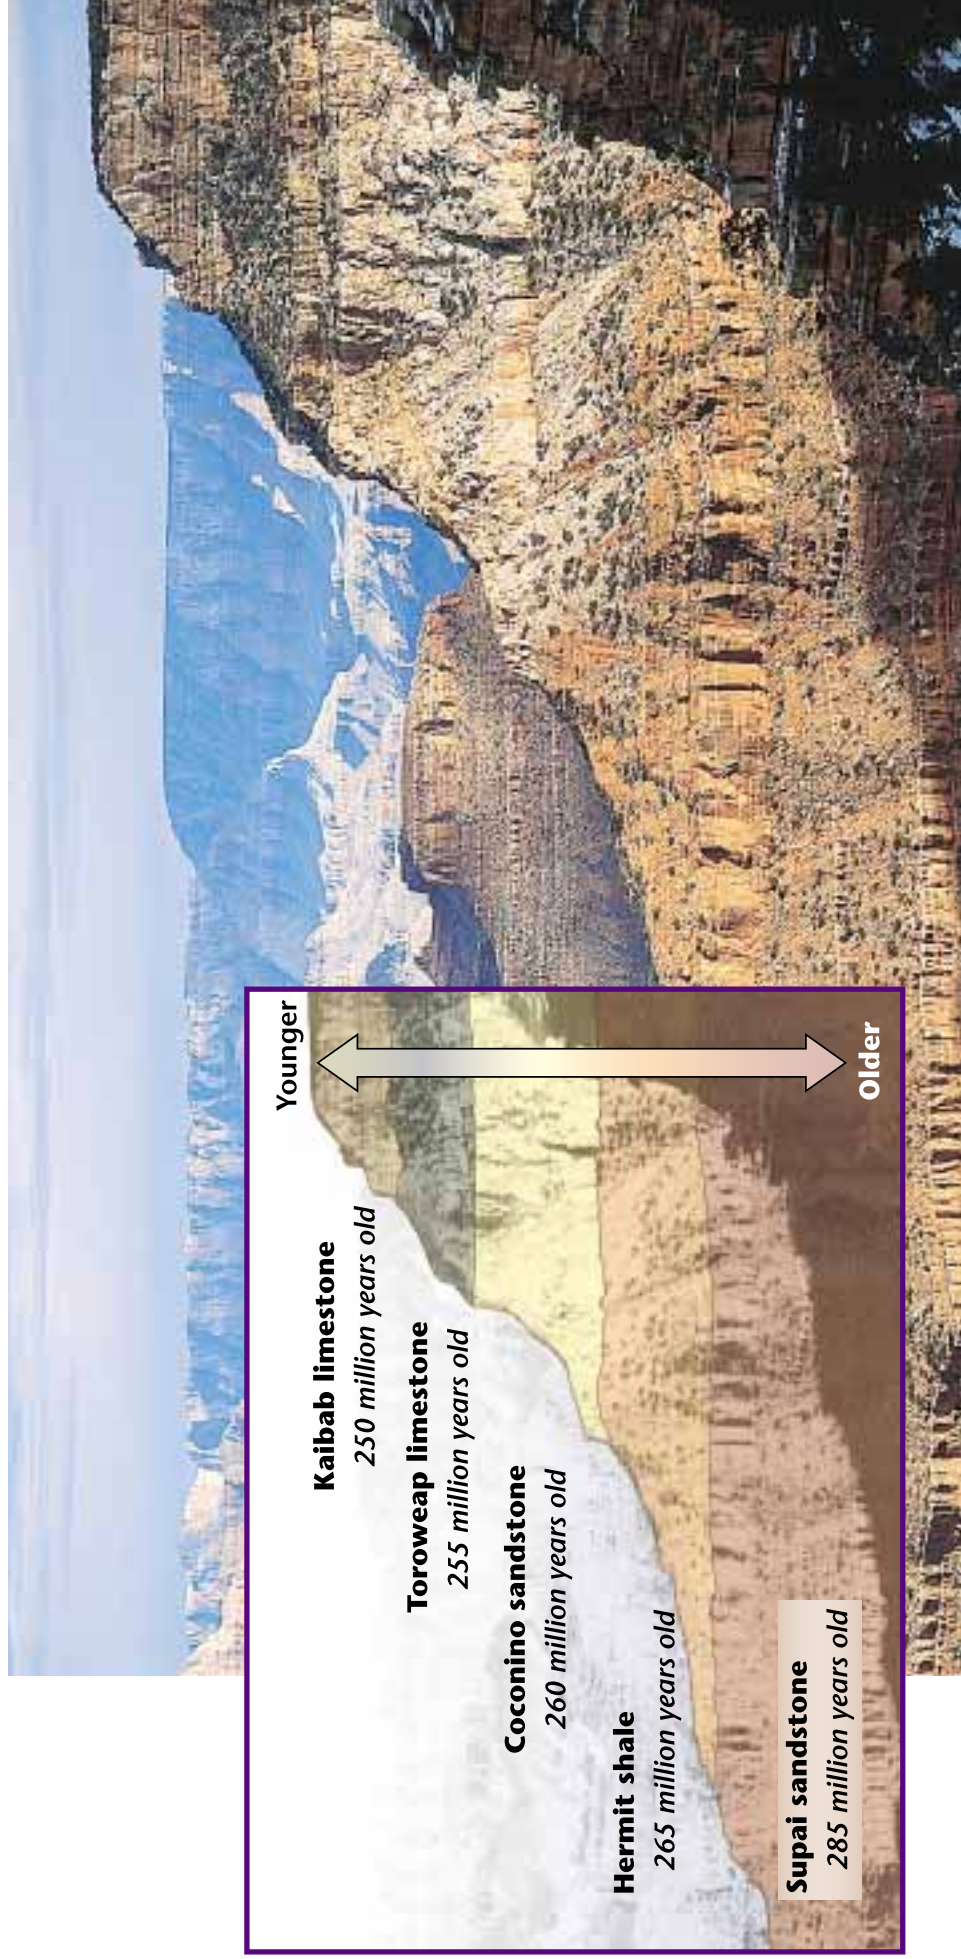 Younger
Kaibab limestone
250 million years old
Toroweap limestone
255 million years old
Coconino sandstone
260 million years old
Hermit shale
265 million years old
Supai sandstone
285 million years old
Older